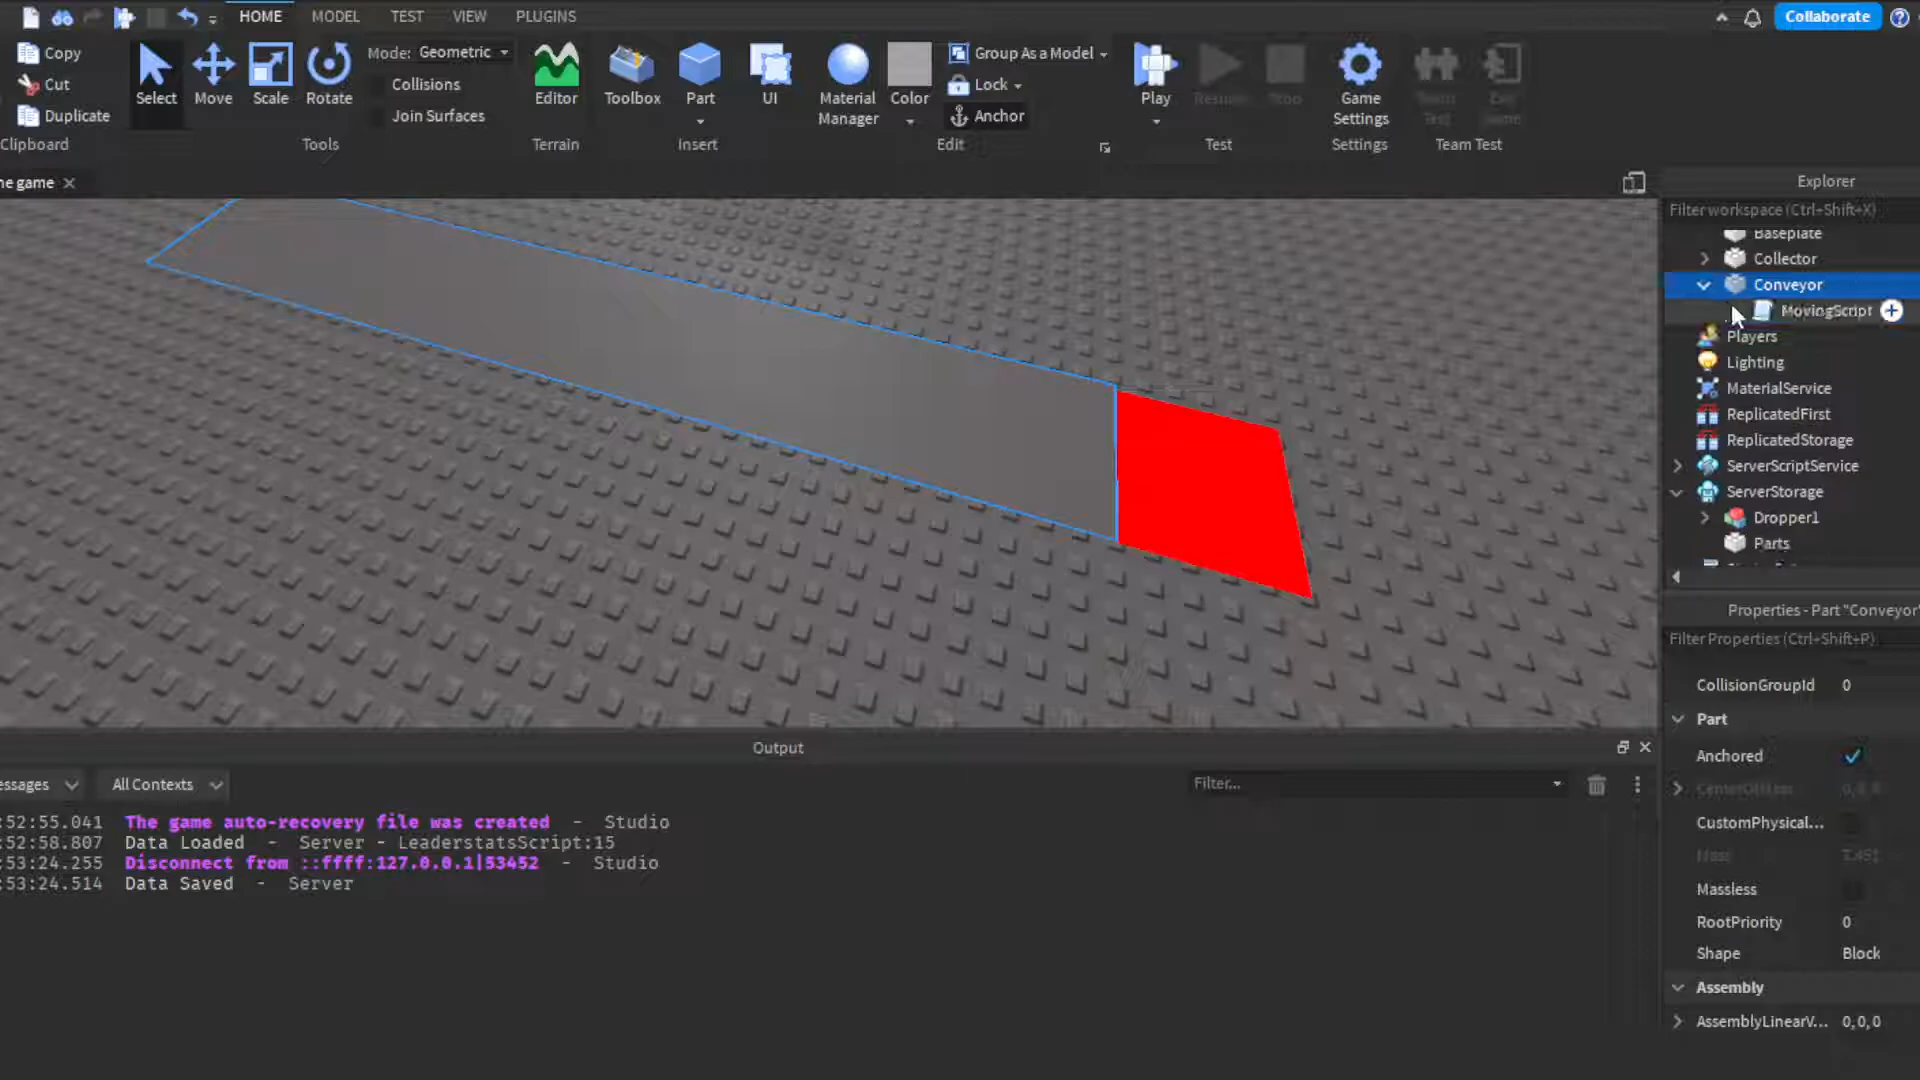 HOME MODEL TEST VIEW PLUGINS Collaborate
Copy
Cut
Duplicate
Clipboard
Select Move Scale Rotate
Mode: Geometric
Collisions
Join Surfaces
Tools
Editor
Terrain
Toolbox Part UI
Insert
Material
Manager
Color
Group As a Model
Lock
Anchor
Edit
Play
Test
Game
Settings
Settings
Team Test
ne game
Explorer
Filter workspace (Ctrl+Shift+X)
Baseplate
Collector
Conveyor
MovingScript
Players
Lighting
MaterialService
ReplicatedFirst
ReplicatedStorage
ServerScriptService
ServerStorage
Dropper1
Parts
Properties - Part "Conveyor"
Filter Properties (Ctrl+Shift+P)
CollisionGroupId 0
Part
Anchored
CustomPhysical...
Massless
RootPriority 0
Shape Block
Assembly
AssemblyLinearV... 0,0,0
Output
essages All Contexts Filter...
:52:55.041 The game auto-recovery file was created - Studio
:52:58.807 Data Loaded - Server - LeaderstatsScript:15
:53:24.255 Disconnect from ::ffff:127.0.0.1|53452 - Studio
:53:24.514 Data Saved - Server